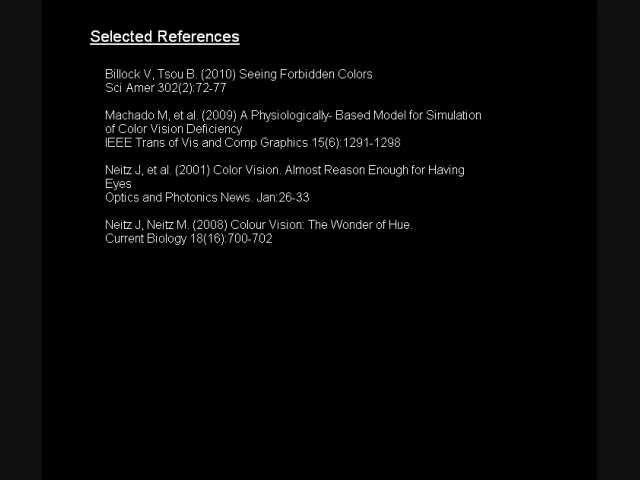 Selected References
Billock V, Tsou B. (2010) Seeing Forbidden Colors
Sci Amer 302(2):72-77
Machado M, et al. (2009) A Physiologically- Based Model for Simulation
of Color Vision Deficiency
IEEE Trans of Vis and Comp Graphics 15(6):1291-1298
Neitz J, et al. (2001) Color Vision. Almost Reason Enough for Having
Eyes
Optics and Photonics News. Jan:26-33
Neitz J, Neitz M. (2008) Colour Vision: The Wonder of Hue.
Current Biology 18(16):700-702